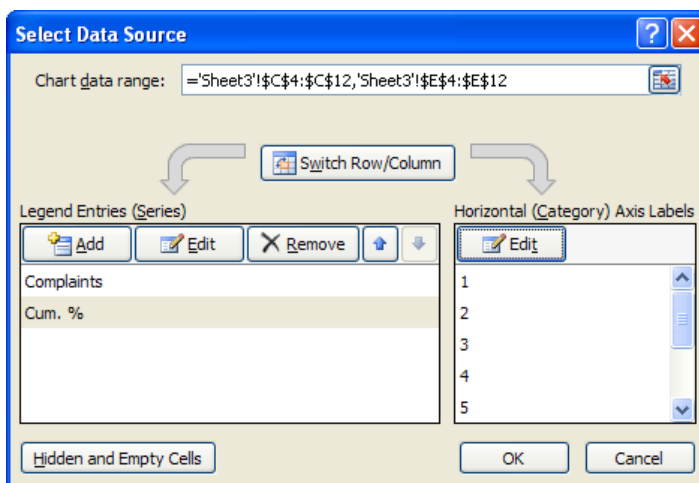 Select Data Source
Chart data range: ='Sheet3'!$C$4:$C$12,'Sheet3'!$E$4:$E$12
Switch Row/Column
Legend Entries (Series)
Add Edit Remove
Complaints
Cum. %
Horizontal (Category) Axis Labels
Edit
1
2
3
4
5
Hidden and Empty Cells
OK Cancel